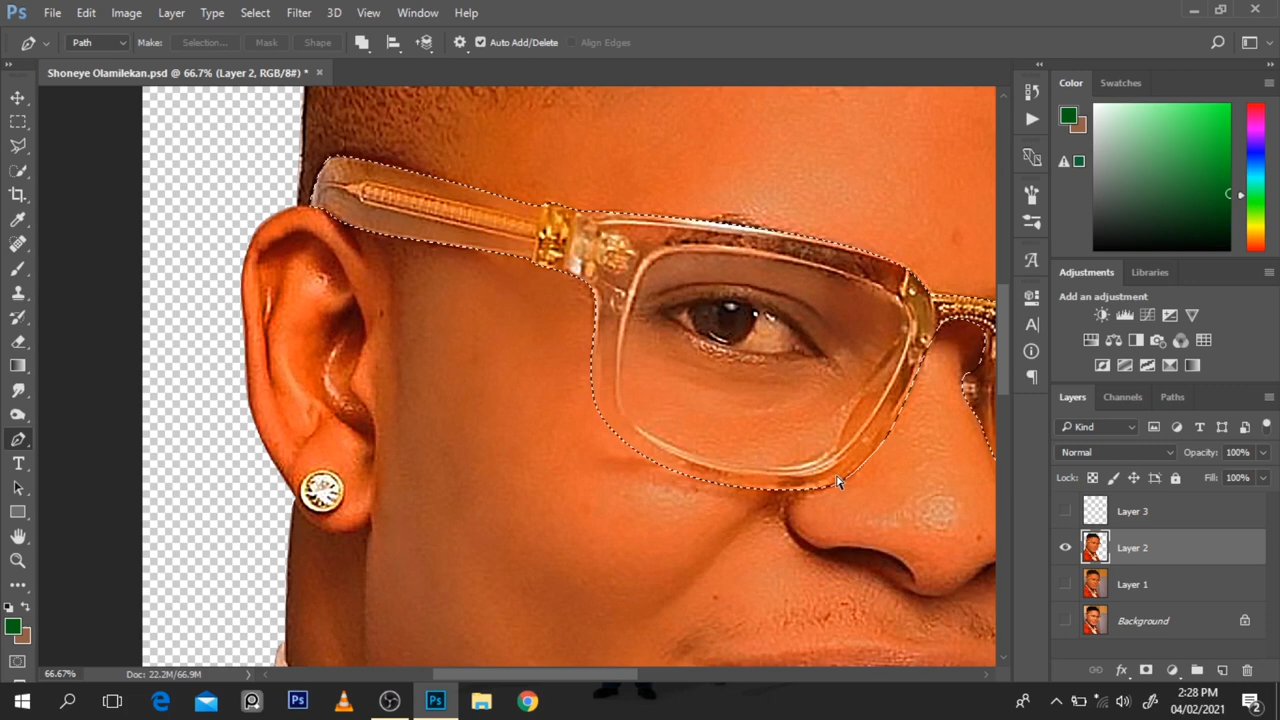 Ps File Edit Image Layer Type Select Filter 3D View Window Help
Path Make: Selection... Mask Shape Auto Add/Delete Align Edges
Shoneye Olamilekan.psd @ 66.7% (Layer 2, RGB/8#) * ×
Color Swatches
Adjustments Libraries
Add an adjustment
Layers Channels Paths
Kind
Normal Opacity: 100%
Lock: Fill: 100%
Layer 3
Layer 2
Layer 1
Background
66.67% Doc: 22.2M/66.9M
2:28 PM
04/02/2021